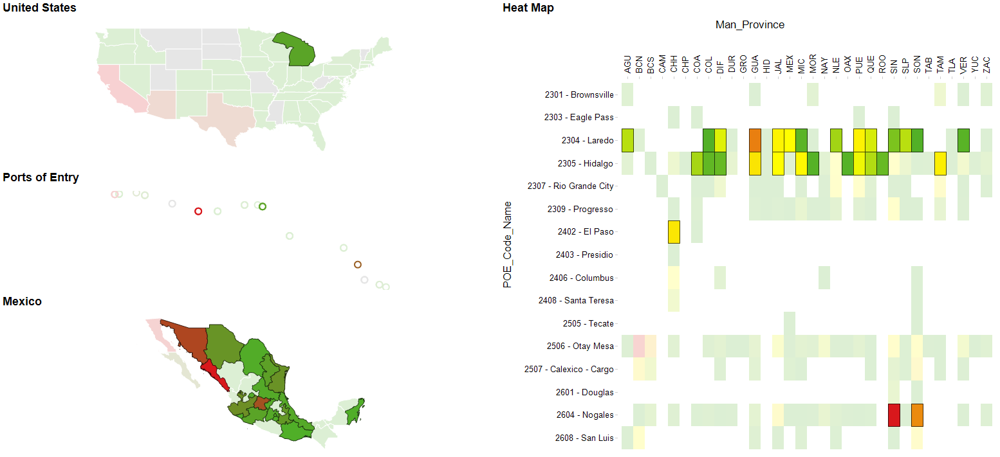 United States
Ports of Entry
Mexico
Heat Map
Man_Province
AGU BCN BCS CAM CHH CHP COA COL DIF DUR GRO GUA HID JAL MEX MIC MOR NAY NLE OAX PUE QUE ROO SIN SLP SON TAB TAM TLA VER YUC ZAC
POE_Code_Name
2301 - Brownsville
2303 - Eagle Pass
2304 - Laredo
2305 - Hidalgo
2307 - Rio Grande City
2309 - Progresso
2402 - El Paso
2403 - Presidio
2406 - Columbus
2408 - Santa Teresa
2505 - Tecate
2506 - Otay Mesa
2507 - Calexico - Cargo
2601 - Douglas
2604 - Nogales
2608 - San Luis